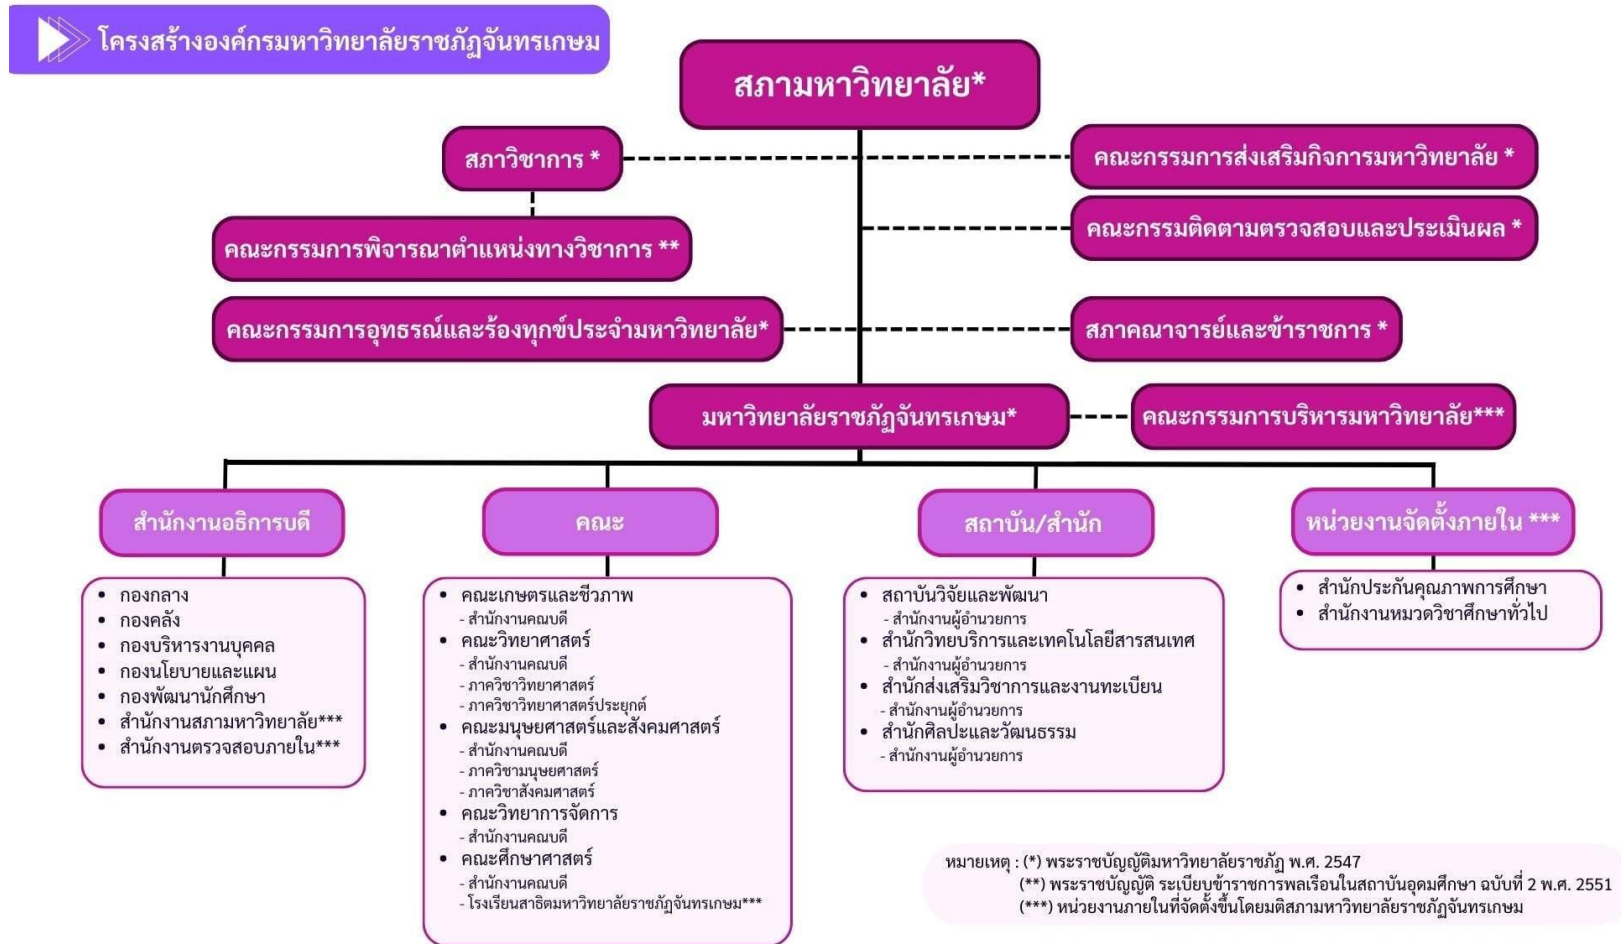 โครงสร้างองค์กรมหาวิทยาลัยราชภัฏจันทรเกษม
สภามหาวิทยาลัย*
สภาวิชาการ *
คณะกรรมการส่งเสริมกิจการมหาวิทยาลัย *
คณะกรรมการพิจารณาตำแหน่งทางวิชาการ **
คณะกรรมติดตามตรวจสอบและประเมินผล *
คณะกรรมการอุทธรณ์และร้องทุกข์ประจำมหาวิทยาลัย*
สภาคณาจารย์และข้าราชการ *
มหาวิทยาลัยราชภัฏจันทรเกษม*
คณะกรรมการบริหารมหาวิทยาลัย***
สำนักงานอธิการบดี
• กองกลาง
• กองคลัง
• กองบริหารงานบุคคล
• กองนโยบายและแผน
• กองพัฒนานักศึกษา
• สำนักงานสภามหาวิทยาลัย***
• สำนักงานตรวจสอบภายใน***
คณะ
• คณะเกษตรและชีวภาพ
- สำนักงานคณบดี
• คณะวิทยาศาสตร์
- สำนักงานคณบดี
- ภาควิชาวิทยาศาสตร์
- ภาควิชาวิทยาศาสตร์ประยุกต์
• คณะมนุษยศาสตร์และสังคมศาสตร์
- สำนักงานคณบดี
- ภาควิชามนุษยศาสตร์
- ภาควิชาสังคมศาสตร์
• คณะวิทยาการจัดการ
- สำนักงานคณบดี
• คณะศึกษาศาสตร์
- สำนักงานคณบดี
- โรงเรียนสาธิตมหาวิทยาลัยราชภัฏจันทรเกษม***
สถาบัน/สำนัก
• สถาบันวิจัยและพัฒนา
- สำนักงานผู้อำนวยการ
• สำนักวิทยบริการและเทคโนโลยีสารสนเทศ
- สำนักงานผู้อำนวยการ
• สำนักส่งเสริมวิชาการและงานทะเบียน
- สำนักงานผู้อำนวยการ
• สำนักศิลปะและวัฒนธรรม
- สำนักงานผู้อำนวยการ
หน่วยงานจัดตั้งภายใน ***
• สำนักประกันคุณภาพการศึกษา
• สำนักงานหมวดวิชาศึกษาทั่วไป
หมายเหตุ : (*) พระราชบัญญัติมหาวิทยาลัยราชภัฏ พ.ศ. 2547
(**) พระราชบัญญัติ ระเบียบข้าราชการพลเรือนในสถาบันอุดมศึกษา ฉบับที่ 2 พ.ศ. 2551
(***) หน่วยงานภายในที่จัดตั้งขึ้นโดยมติสภามหาวิทยาลัยราชภัฏจันทรเกษม